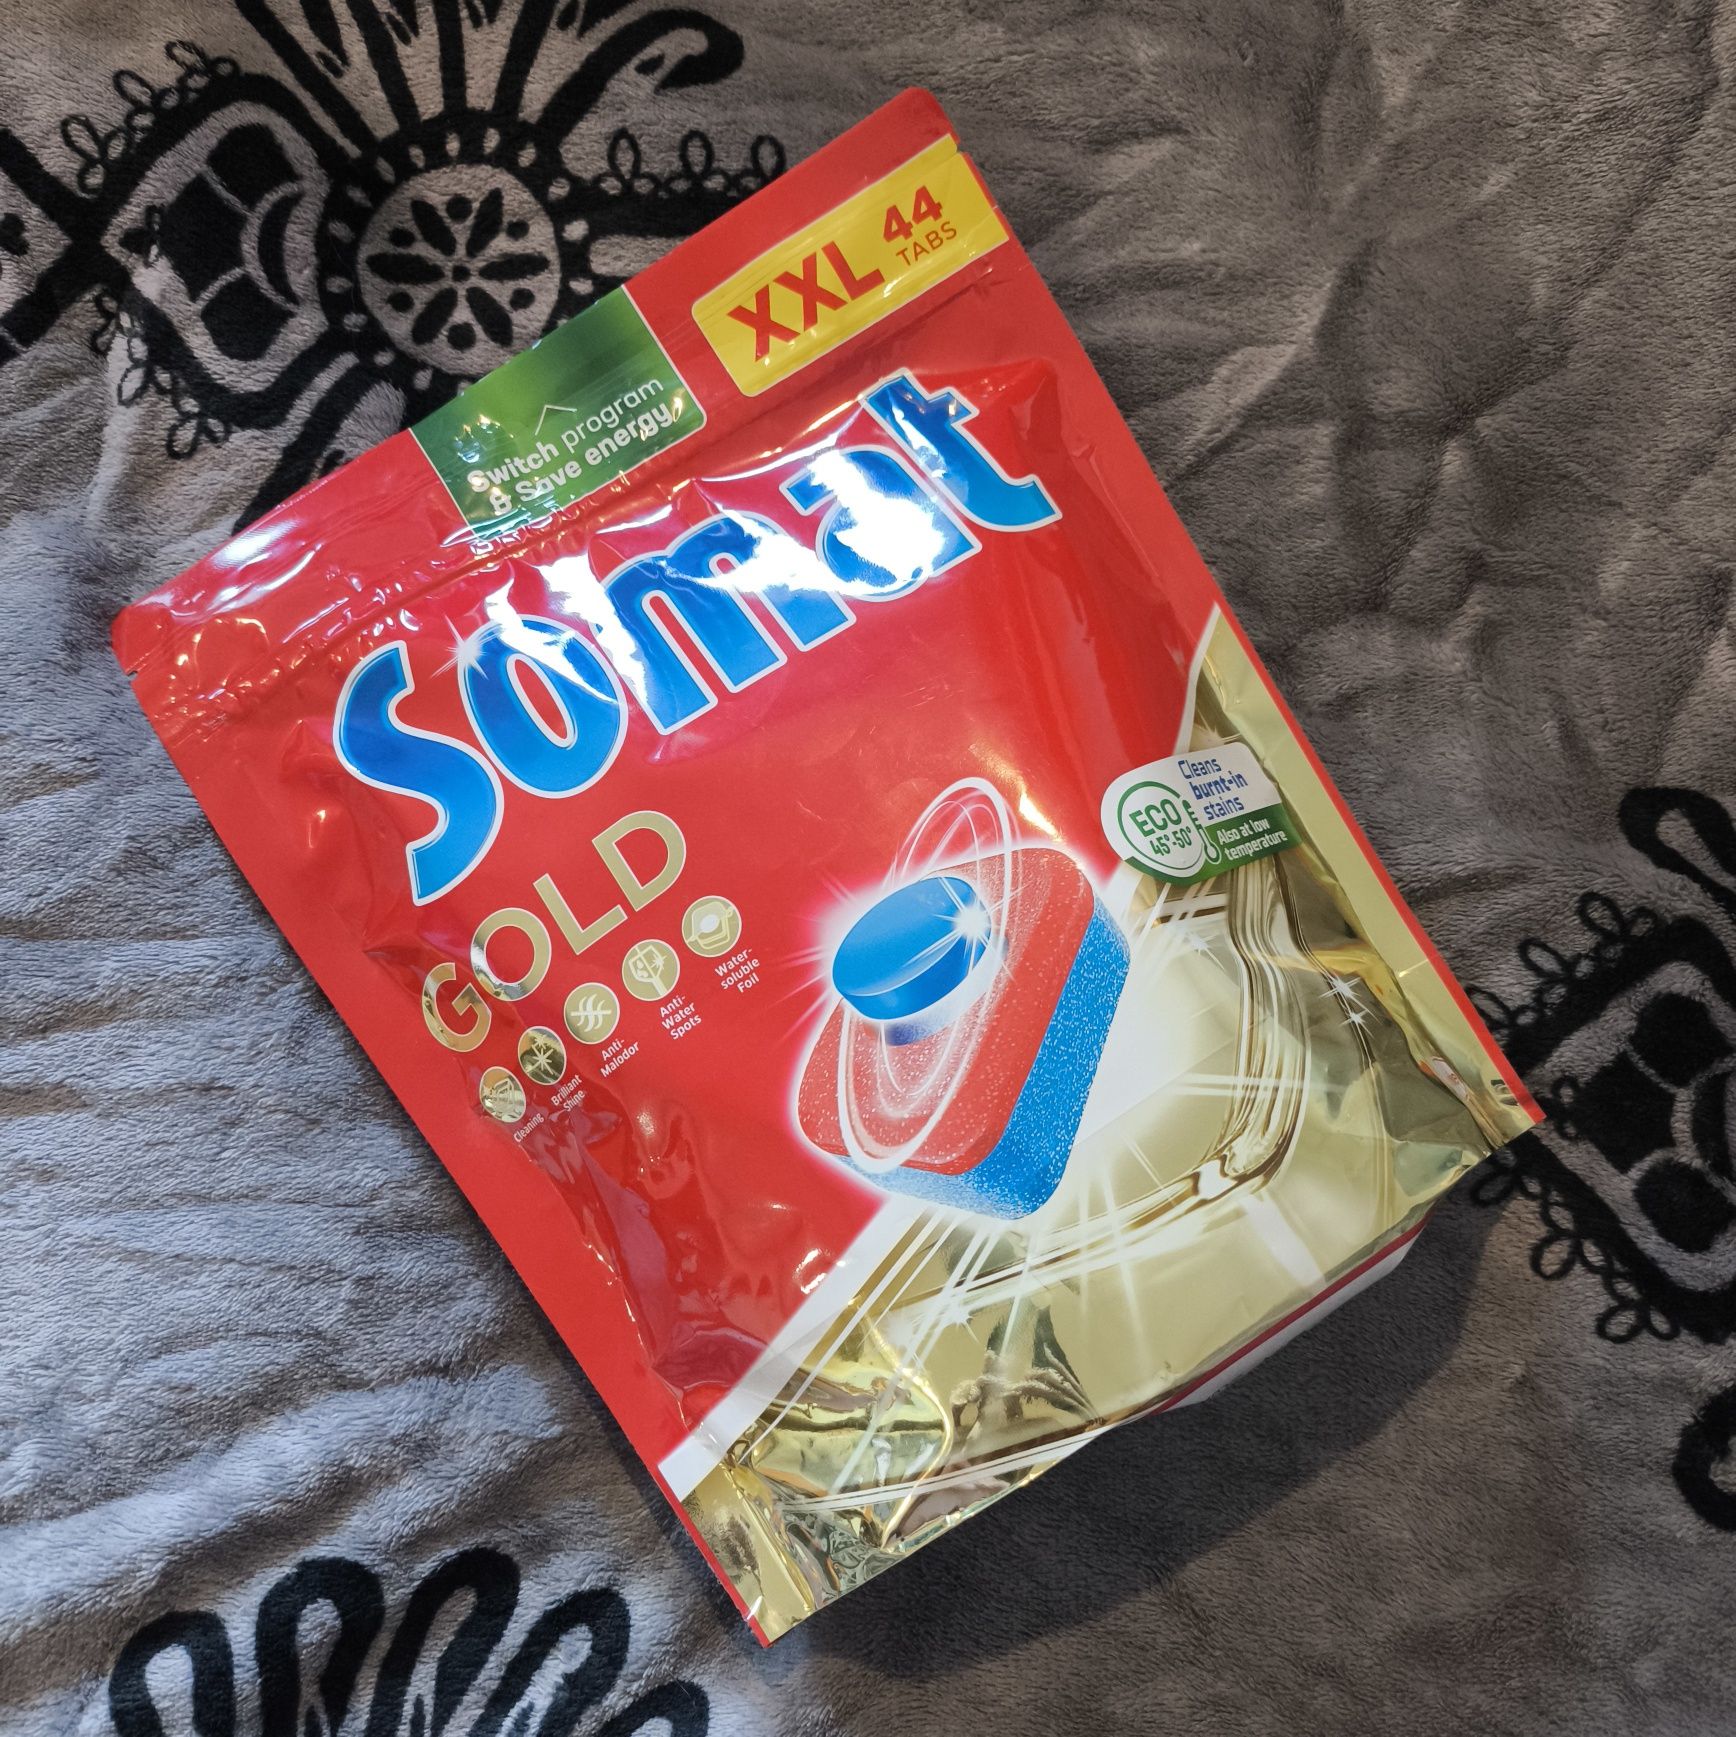 XXL 44
TABS
Switch program
& Save energy
Somat
GOLD
Cleaning
Brilliant
Shine
Anti-
Malodor
Anti-
Water
Spots
Water-
soluble
Foil
ECO
45°-50°
Cleans
burnt-in
stains
Also at low
temperature